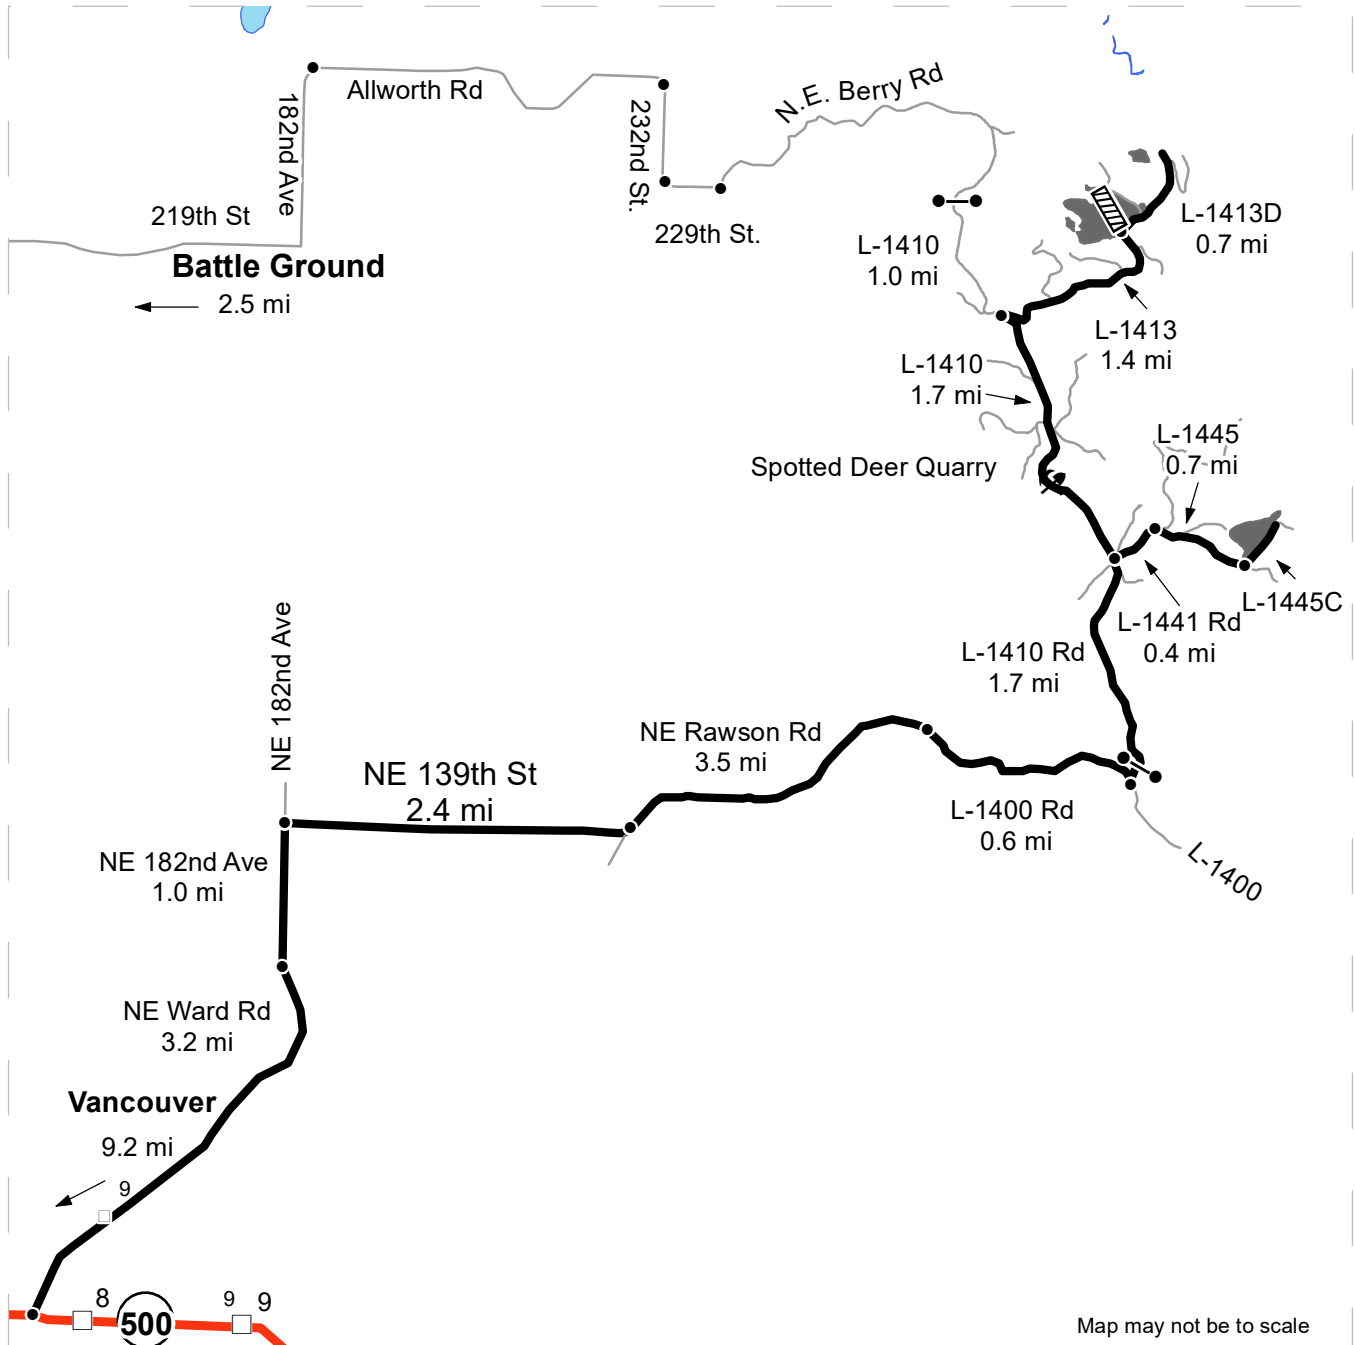 N.E. Berry Rd
Allworth Rd
182nd Ave
232nd St.
219th St
229th St.
Battle Ground
2.5 mi
L-1410
1.0 mi
L-1413D
0.7 mi
L-1413
1.4 mi
L-1410
1.7 mi
L-1445
0.7 mi
Spotted Deer Quarry
L-1445C
L-1441 Rd
0.4 mi
L-1410 Rd
1.7 mi
NE 182nd Ave
NE Rawson Rd
3.5 mi
NE 139th St
2.4 mi
L-1400 Rd
0.6 mi
L-1400
NE 182nd Ave
1.0 mi
NE Ward Rd
3.2 mi
Vancouver
9.2 mi
9
8
500
9
9
Map may not be to scale